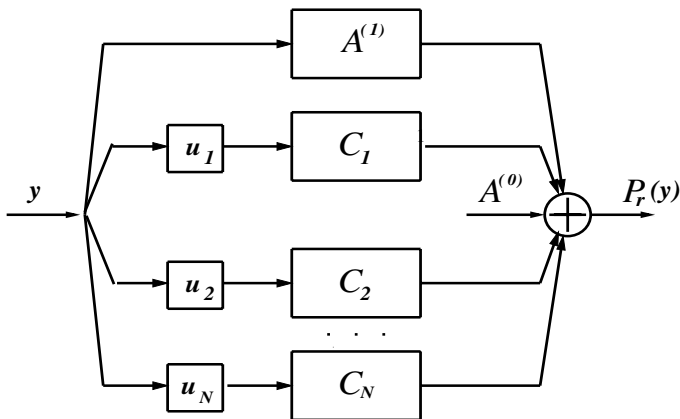 A^{(1)}
u_1 C_1
y A^{(0)} P_r(y)
u_2 C_2
. . .
u_N C_N